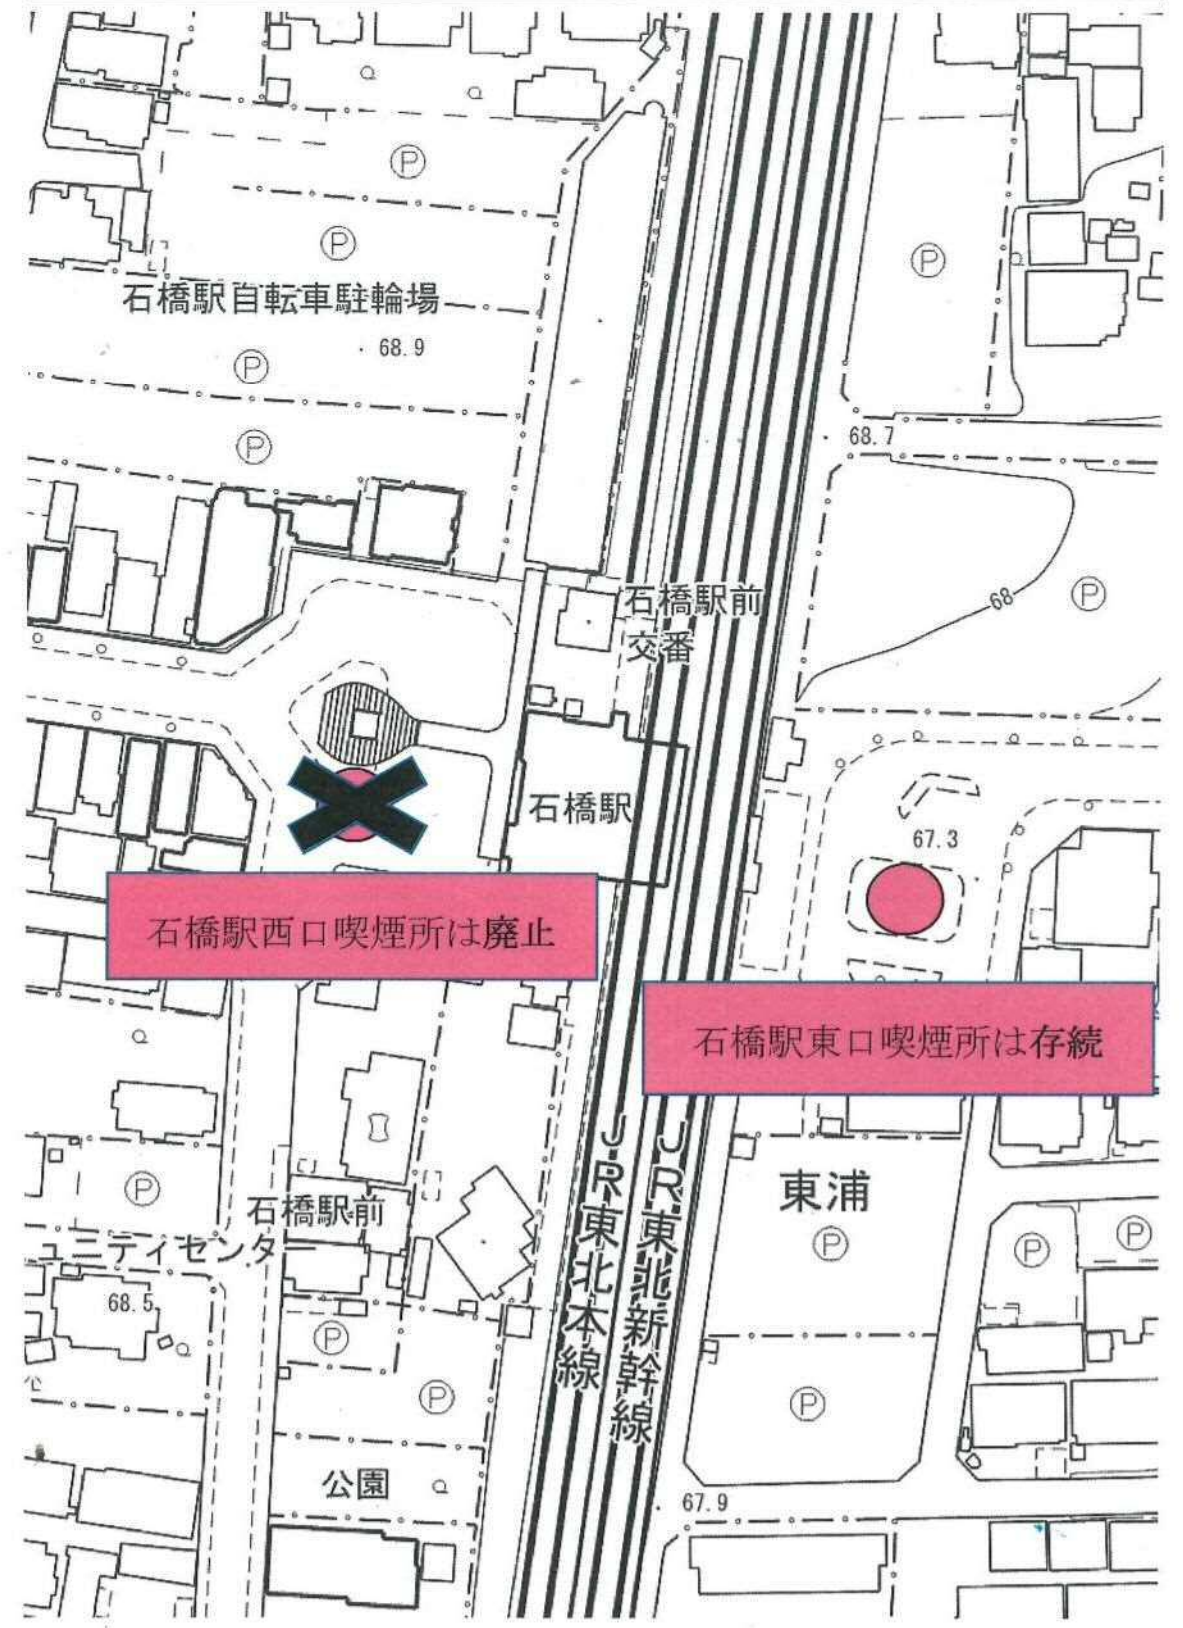 Ⓟ
Ⓟ
Ⓟ
石橋駅自転車駐輪場
68.9
Ⓟ
68.7
Ⓟ
石橋駅前
交番
68
Ⓟ
石橋駅
67.3
石橋駅西口喫煙所は廃止
石橋駅東口喫煙所は存続
JR東北本線
JR東北新幹線
東浦
Ⓟ
石橋駅前
ュニティセンター
Ⓟ
Ⓟ
Ⓟ
68.5
Ⓟ
Ⓟ
Ⓟ
公園
67.9